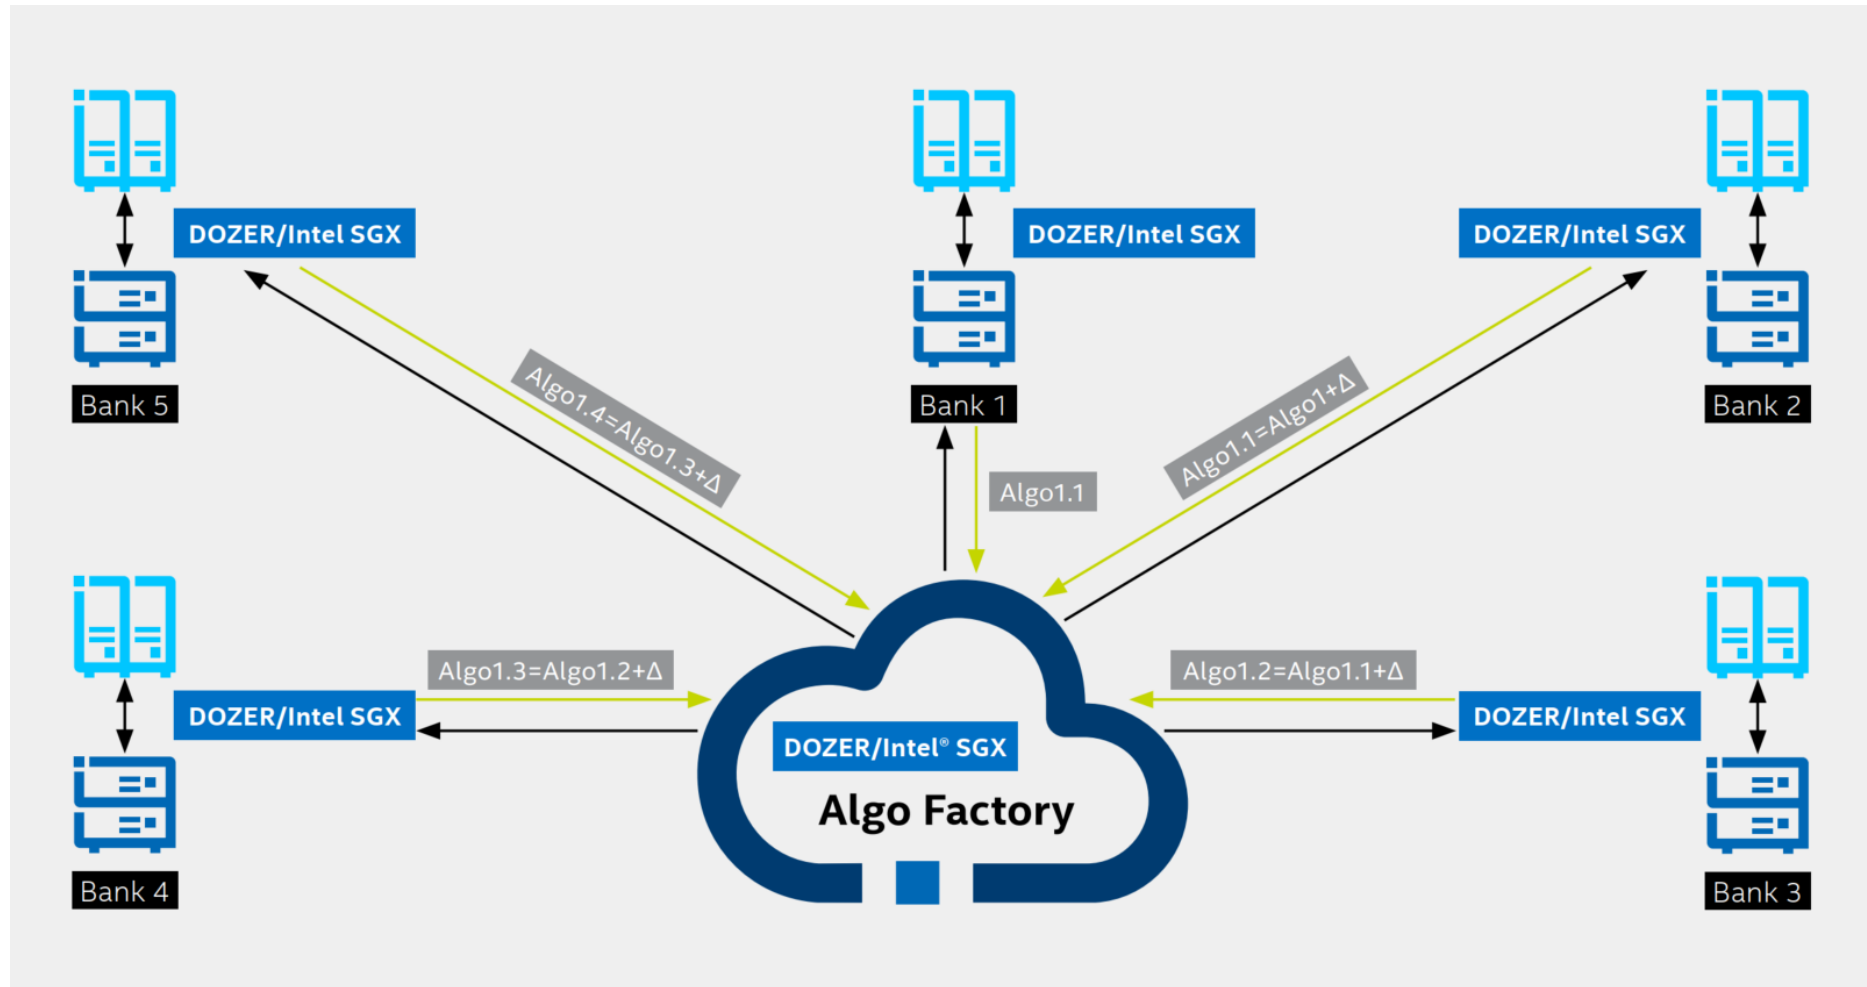 DOZER/Intel SGX
DOZER/Intel SGX
DOZER/Intel SGX
Bank 5
Bank 1
Bank 2
Algo1.4=Algo1.3+Δ
Algo1.1
Algo1.1=Algo1+Δ
Algo1.3=Algo1.2+Δ
Algo1.2=Algo1.1+Δ
DOZER/Intel SGX
DOZER/Intel SGX
DOZER/Intel® SGX
Algo Factory
Bank 4
Bank 3